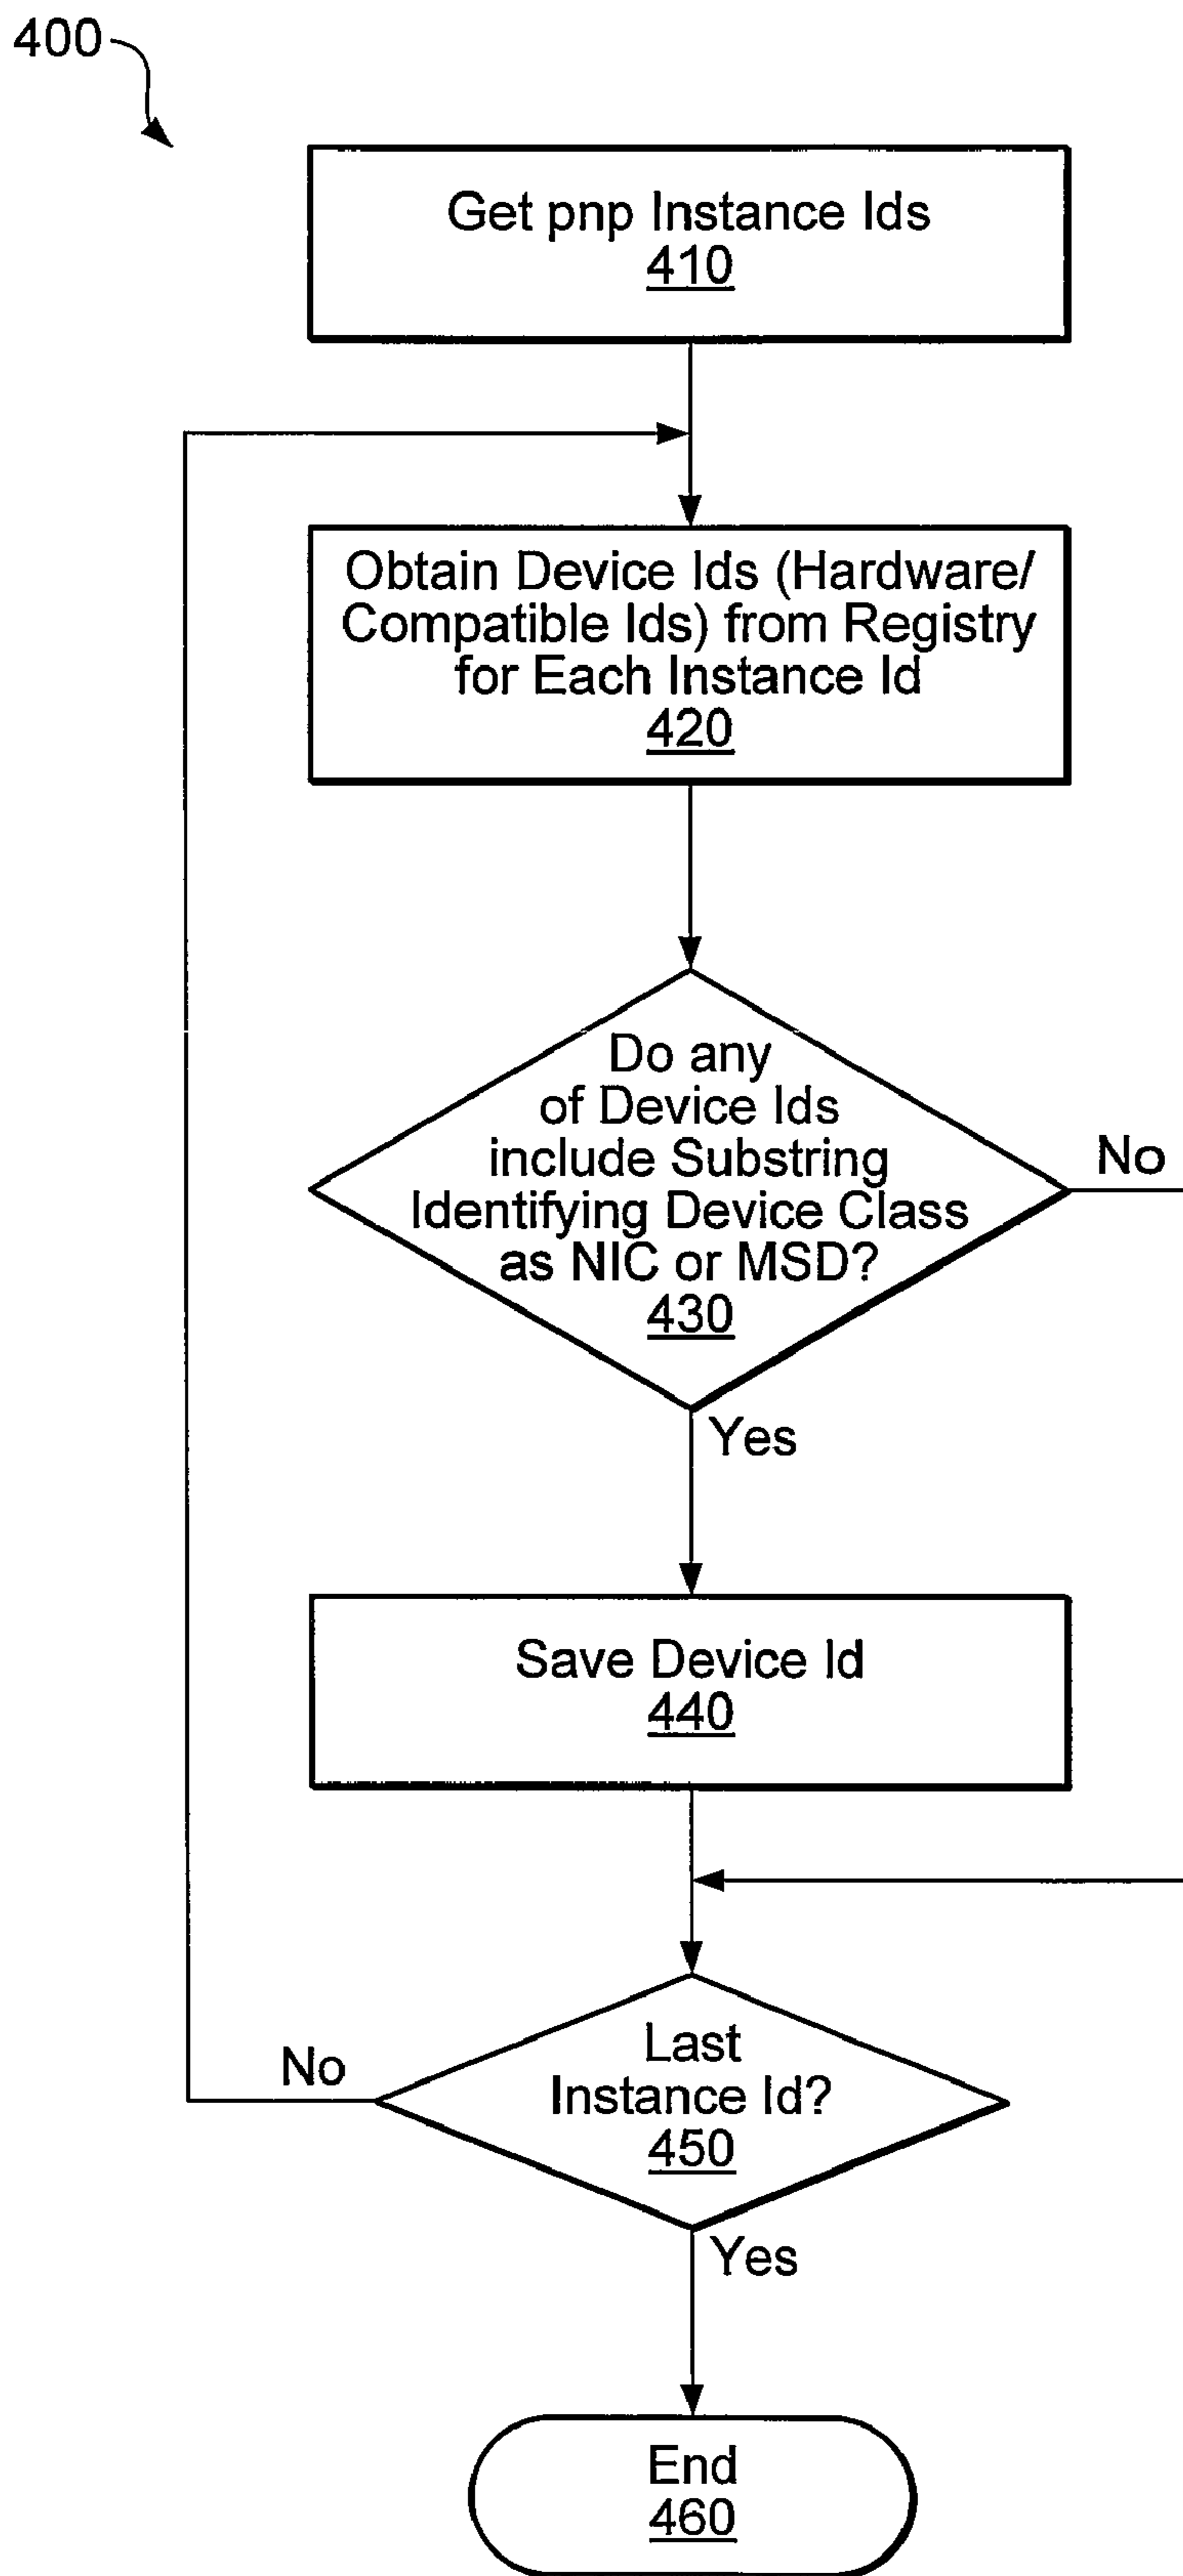 400
Get pnp Instance Ids
410
Obtain Device Ids (Hardware/
Compatible Ids) from Registry
for Each Instance Id
420
Do any
of Device Ids
include Substring
Identifying Device Class
as NIC or MSD?
430
No
Yes
Save Device Id
440
Last
Instance Id?
450
No
Yes
End
460